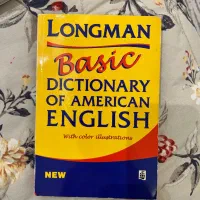 LONGMAN
Basic
DICTIONARY
OF AMERICAN
ENGLISH
With color illustrations
NEW